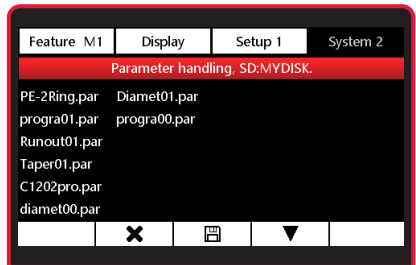 Feature M1 Display Setup 1 System 2
Parameter handling, SD:MYDISK.
PE-2Ring.par Diamet01.par
progra01.par progra00.par
Runout01.par
Taper01.par
C1202pro.par
diamet00.par